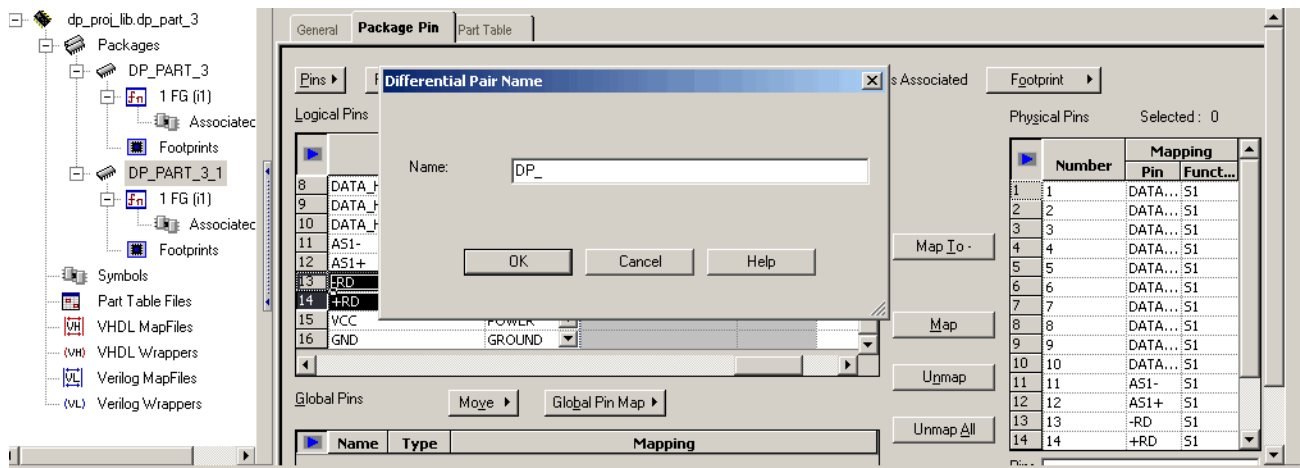 dp_proj_lib.dp_part_3
Packages
DP_PART_3
1 FG (i1)
Associatec
Footprints
DP_PART_3_1
1 FG (i1)
Associatec
Footprints
Symbols
Part Table Files
VHDL MapFiles
VHDL Wrappers
Verilog MapFiles
Verilog Wrappers
General Package Pin Part Table
Pins
s Associated
Footprint
Logical Pins
Differential Pair Name
Name: DP_
OK Cancel Help
8 DATA_H
9 DATA_H
10 DATA_H
11 AS1-
12 AS1+
13 -RD
14 +RD
15 VCC POWER
16 GND GROUND
Map To -
Map
Unmap
Unmap All
Global Pins Move Global Pin Map
Name Type Mapping
Physical Pins Selected : 0
Number Mapping
Pin Funct...
1 1 DATA... S1
2 2 DATA... S1
3 3 DATA... S1
4 4 DATA... S1
5 5 DATA... S1
6 6 DATA... S1
7 7 DATA... S1
8 8 DATA... S1
9 9 DATA... S1
10 10 DATA... S1
11 11 AS1- S1
12 12 AS1+ S1
13 13 -RD S1
14 14 +RD S1